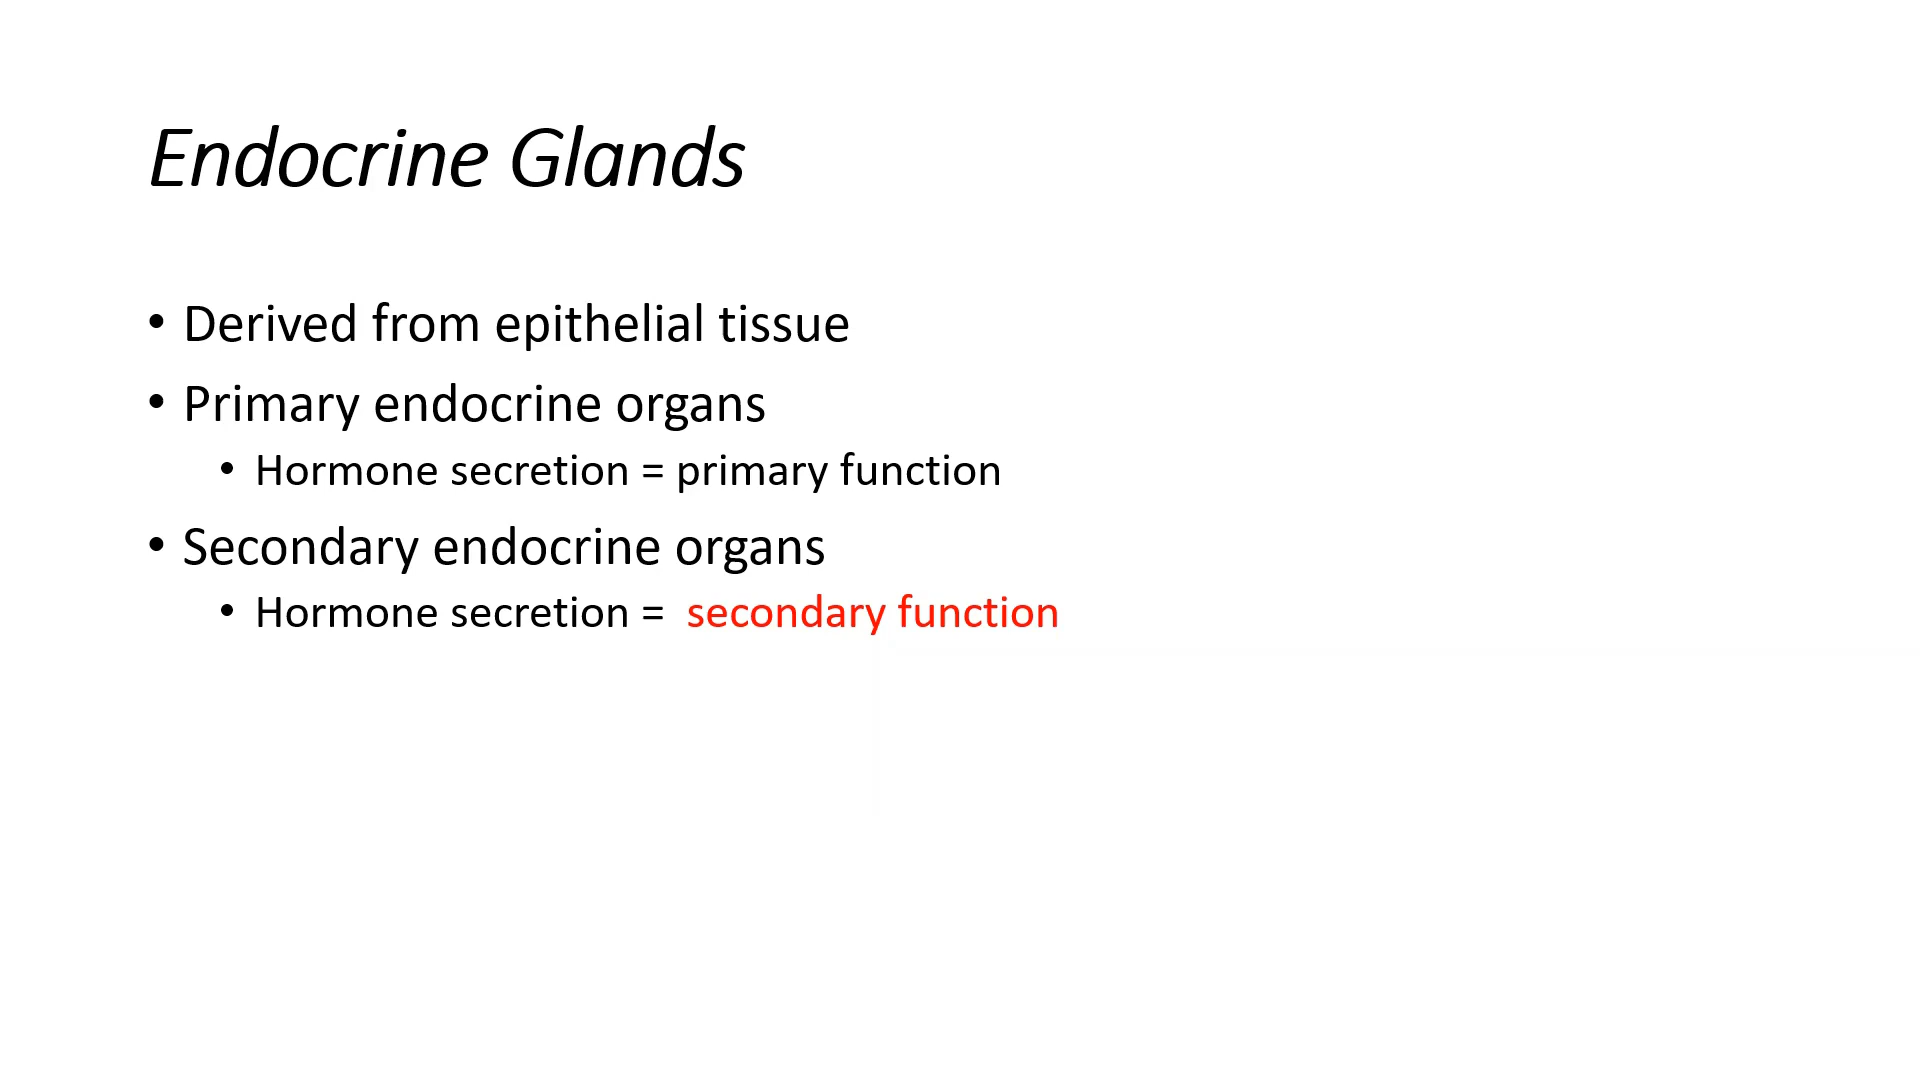 Endocrine Glands
• Derived from epithelial tissue
• Primary endocrine organs
• Hormone secretion = primary function
• Secondary endocrine organs
• Hormone secretion = secondary function